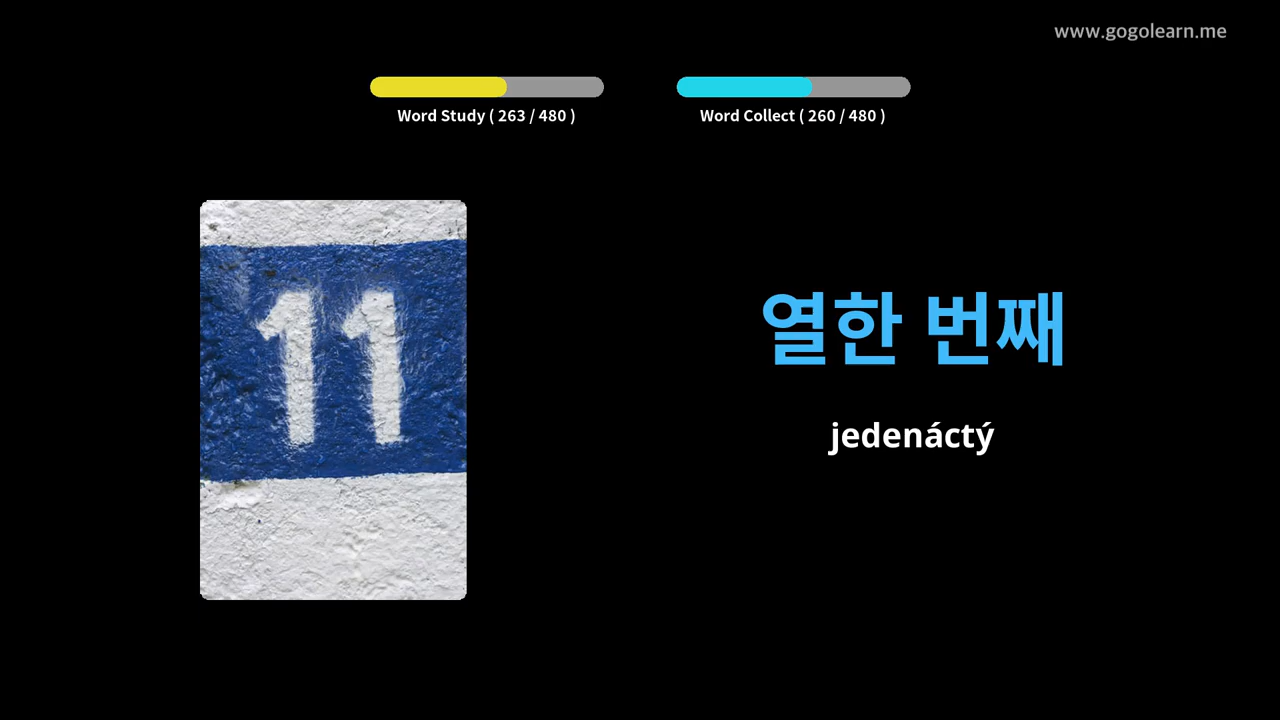 www.gogolearn.me
Word Study ( 263 / 480 )
Word Collect ( 260 / 480 )
11
열한 번째
jedenáctý